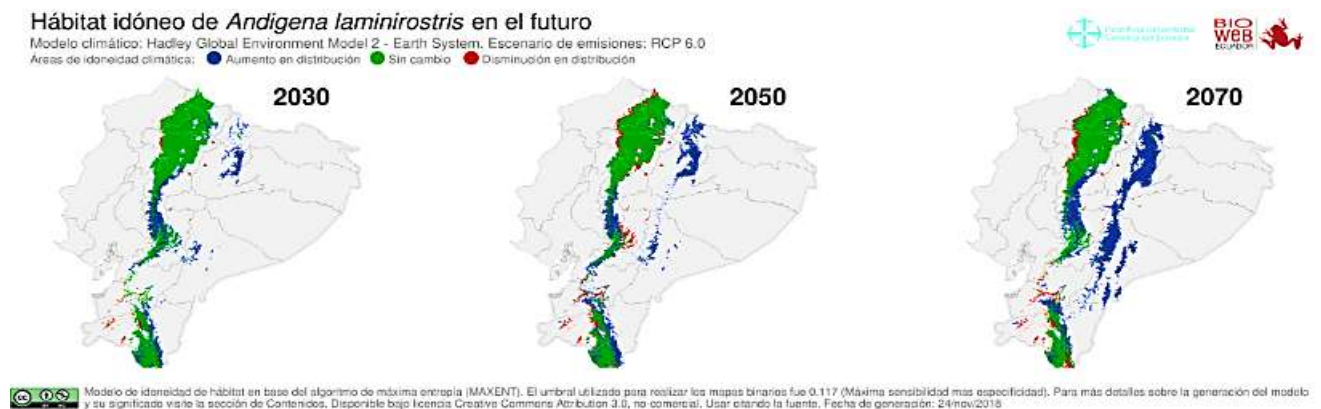 Hábitat idóneo de Andigena laminirostris en el futuro
Modelo climático: Hadley Global Environment Model 2 - Earth System. Escenario de emisiones: RCP 6.0
Áreas de idoneidad climática: Aumento en distribución Sin cambio Disminución en distribución
BIO
WEB
ECUADOR
2030
2050
2070
Modelo de idoneidad de hábitat en base del algoritmo de máxima entropía (MAXENT). El umbral utilizado para realizar los mapas binarios fue 0.117 (Máxima sensibilidad mas especificidad). Para más detalles sobre la generación del modelo
y su significado visite la sección de Contenidos. Disponible bajo licencia Creative Commons Attribution 3.0, no comercial. Usar citando la fuente. Fecha de generación: 24/nov/2018